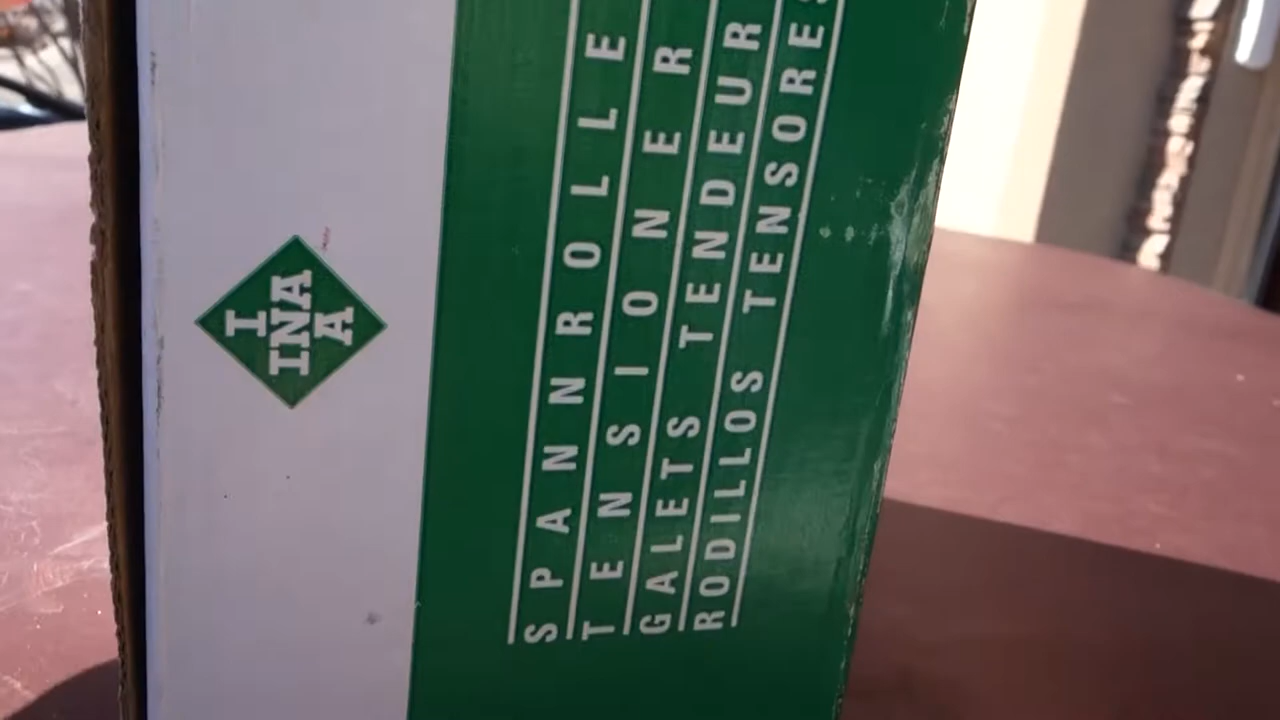 I
INA
A
SPANNROLLE
TENSIONER
GALETS TENDEUR
RODILLOS TENSORES